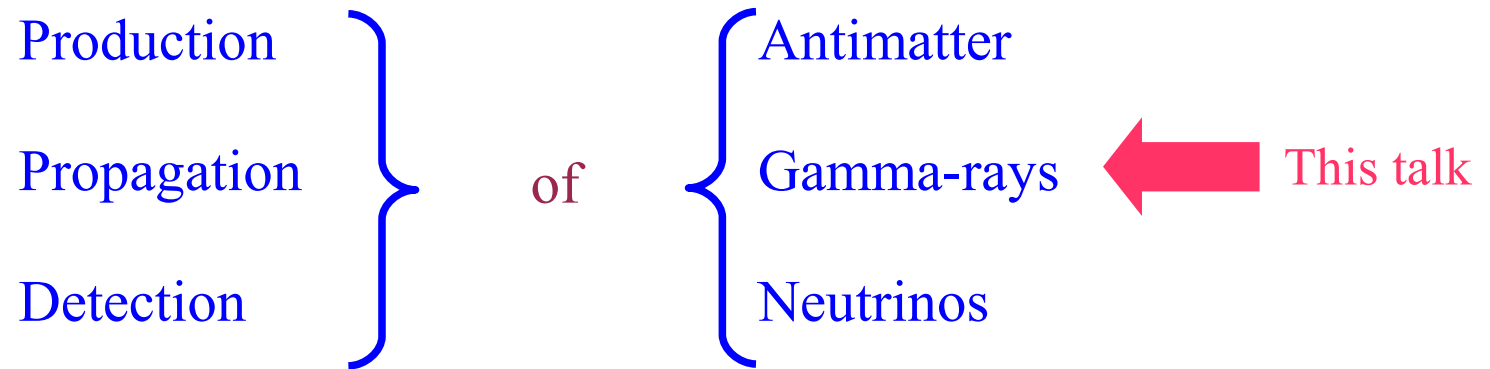 Production
Propagation
Detection
of
Antimatter
Gamma-rays
Neutrinos
This talk